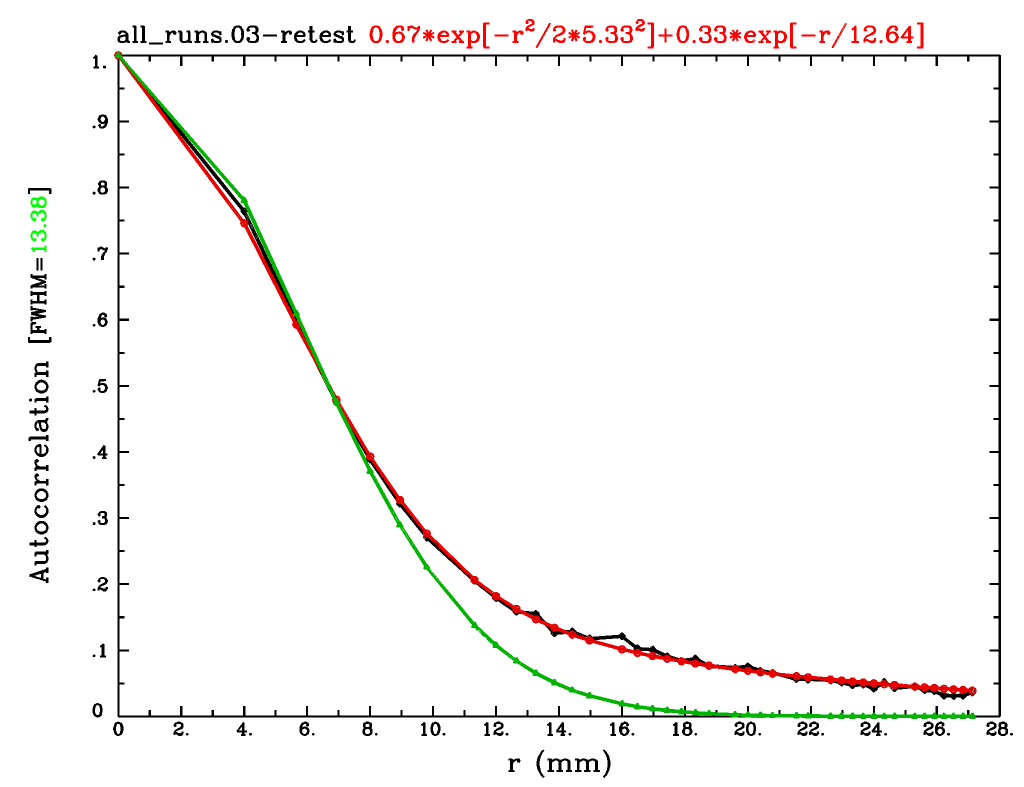 all_runs.03-retest 0.67*exp[-r²/2*5.33²]+0.33*exp[-r/12.64]
1.
.9
.8
.7
.6
.5
.4
.3
.2
.1
0
Autocorrelation [FWHM=13.38]
0 2. 4. 6. 8. 10. 12. 14. 16. 18. 20. 22. 24. 26. 28.
r (mm)